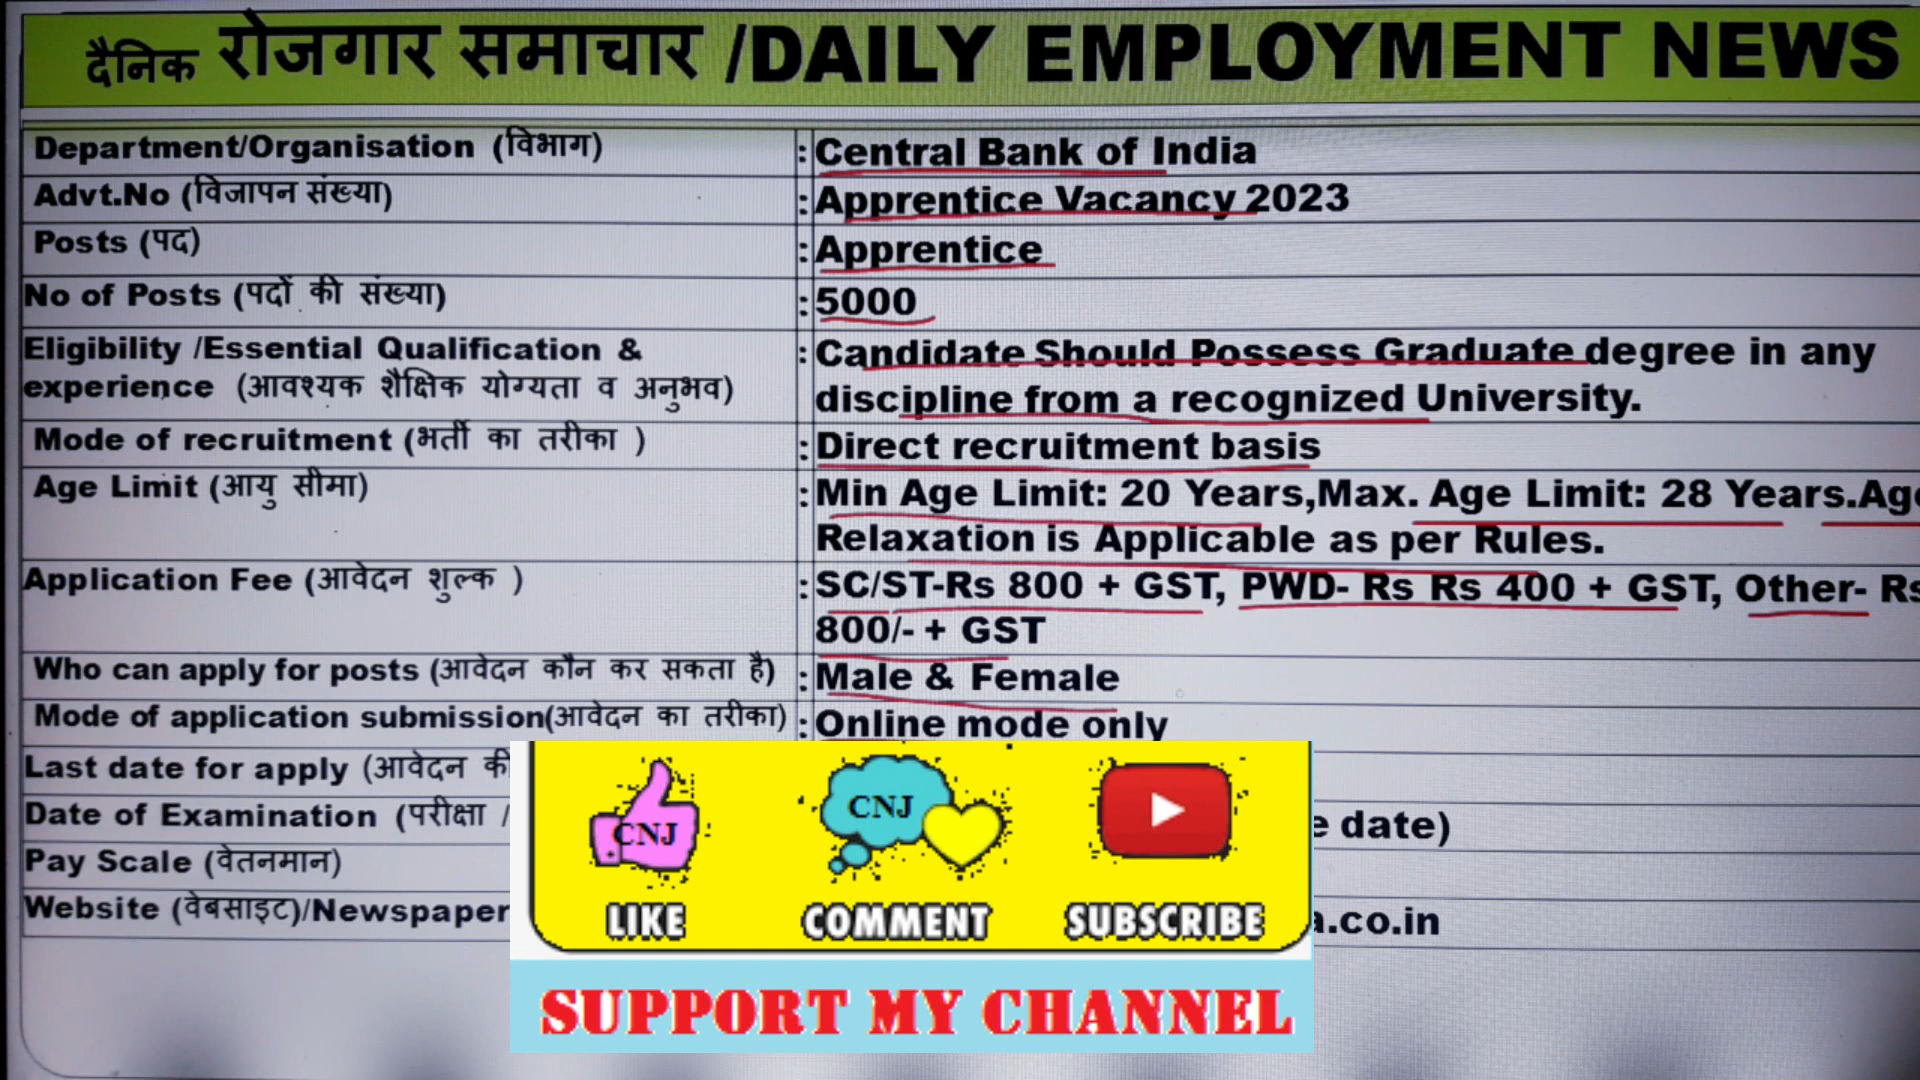 दैनिक रोजगार समाचार /DAILY EMPLOYMENT NEWS
Department/Organisation (विभाग) : Central Bank of India
Advt.No (विजापन संख्या) : Apprentice Vacancy 2023
Posts (पद) : Apprentice
No of Posts (पदों की संख्या) : 5000
Eligibility /Essential Qualification & : Candidate Should Possess Graduate degree in any
experience (आवश्यक शैक्षिक योग्यता व अनुभव) discipline from a recognized University.
Mode of recruitment (भर्ती का तरीका ) : Direct recruitment basis
Age Limit (आयु सीमा) : Min Age Limit: 20 Years,Max. Age Limit: 28 Years.Age
Relaxation is Applicable as per Rules.
Application Fee (आवेदन शुल्क ) : SC/ST-Rs 800 + GST, PWD- Rs Rs 400 + GST, Other- Rs
800/- + GST
Who can apply for posts (आवेदन कौन कर सकता है) : Male & Female
Mode of application submission(आवेदन का तरीका) : Online mode only
Last date for apply (आवेदन की
Date of Examination (परीक्षा / date)
Pay Scale (वेतनमान)
Website (वेबसाइट)/Newspaper a.co.in
CNJ CNJ
LIKE COMMENT SUBSCRIBE
SUPPORT MY CHANNEL